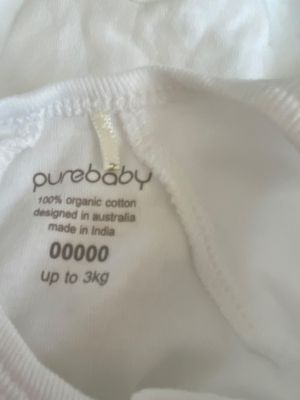 purebaby
100% organic cotton
designed in australia
made in India
00000
up to 3kg